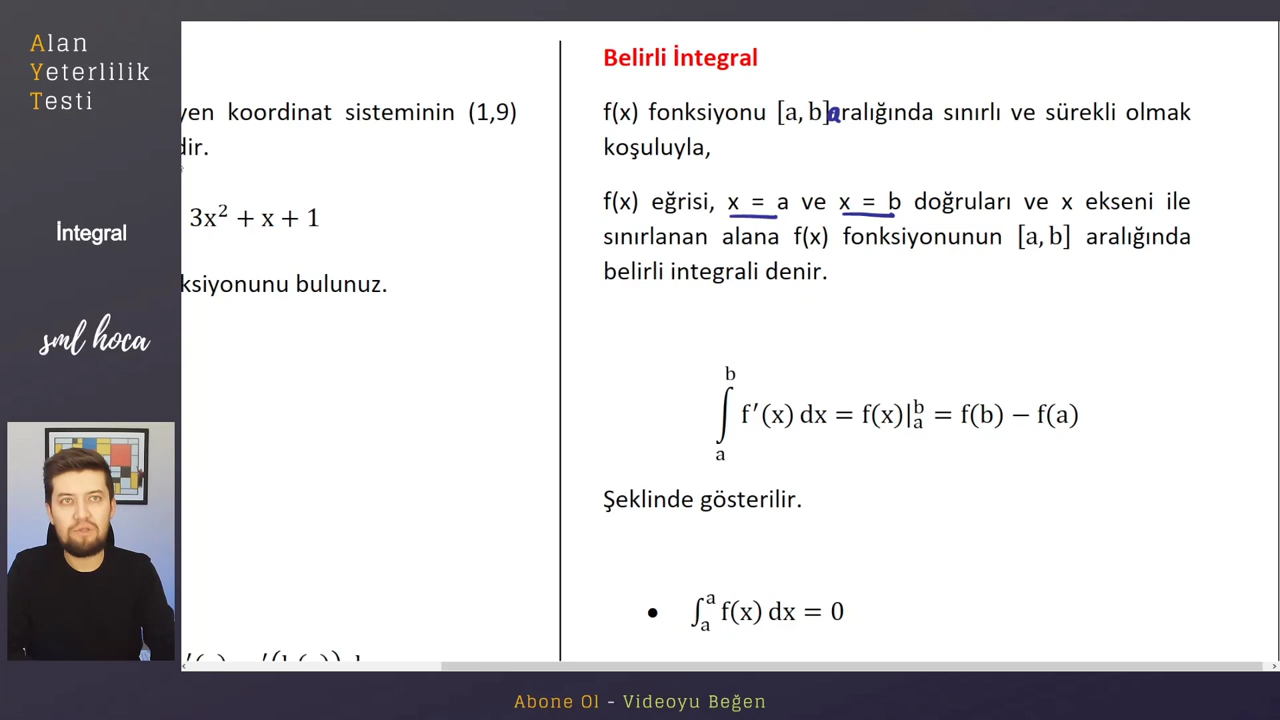 Alan
Yeterlilik
Testi
İntegral
sml hoca
yen koordinat sisteminin (1,9)
dir.
3x² + x + 1
ksiyonunu bulunuz.
Belirli İntegral
f(x) fonksiyonu [a, b] aralığında sınırlı ve sürekli olmak
koşuluyla,
f(x) eğrisi, x = a ve x = b doğruları ve x ekseni ile
sınırlanan alana f(x) fonksiyonunun [a, b] aralığında
belirli integrali denir.
∫ₐᵇ f′(x) dx = f(x)|ₐᵇ = f(b) − f(a)
Şeklinde gösterilir.
• ∫ₐᵃ f(x) dx = 0
Abone Ol - Videoyu Beğen